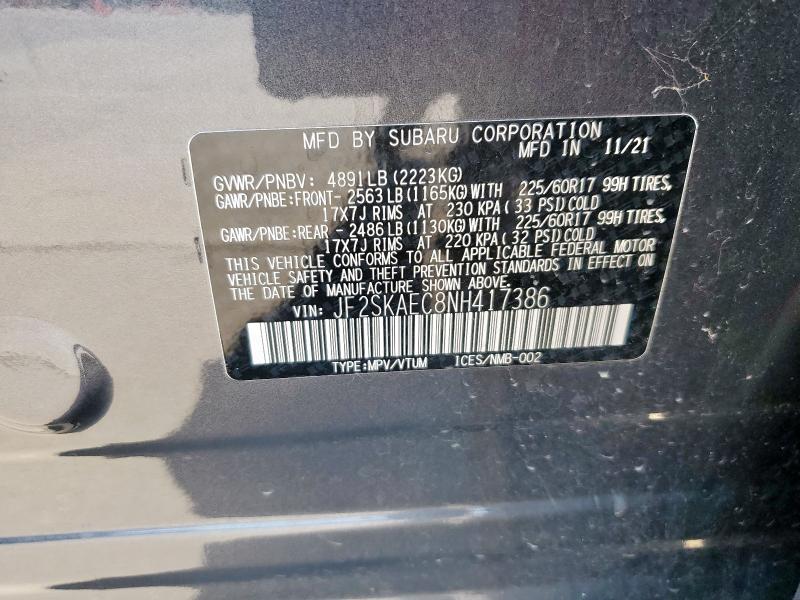 MFD BY SUBARU CORPORATION
MFD IN 11/21
GVWR/PNBV: 4891LB(2223KG)
GAWR/PNBE:FRONT- 2563LB(1165KG)WITH 225/60R17 99H TIRES,
17X7J RIMS AT 230 KPA( 33 PSI)COLD
GAWR/PNBE:REAR - 2486LB(1130KG)WITH 225/60R17 99H TIRES,
17X7J RIMS AT 220 KPA( 32 PSI)COLD
THIS VEHICLE CONFORMS TO ALL APPLICABLE FEDERAL MOTOR
VEHICLE SAFETY AND THEFT PREVENTION STANDARDS IN EFFECT ON
THE DATE OF MANUFACTURE SHOWN ABOVE.
VIN: JF2SKAEC8NH417386
TYPE:MPV/VTUM ICES/NMB-002